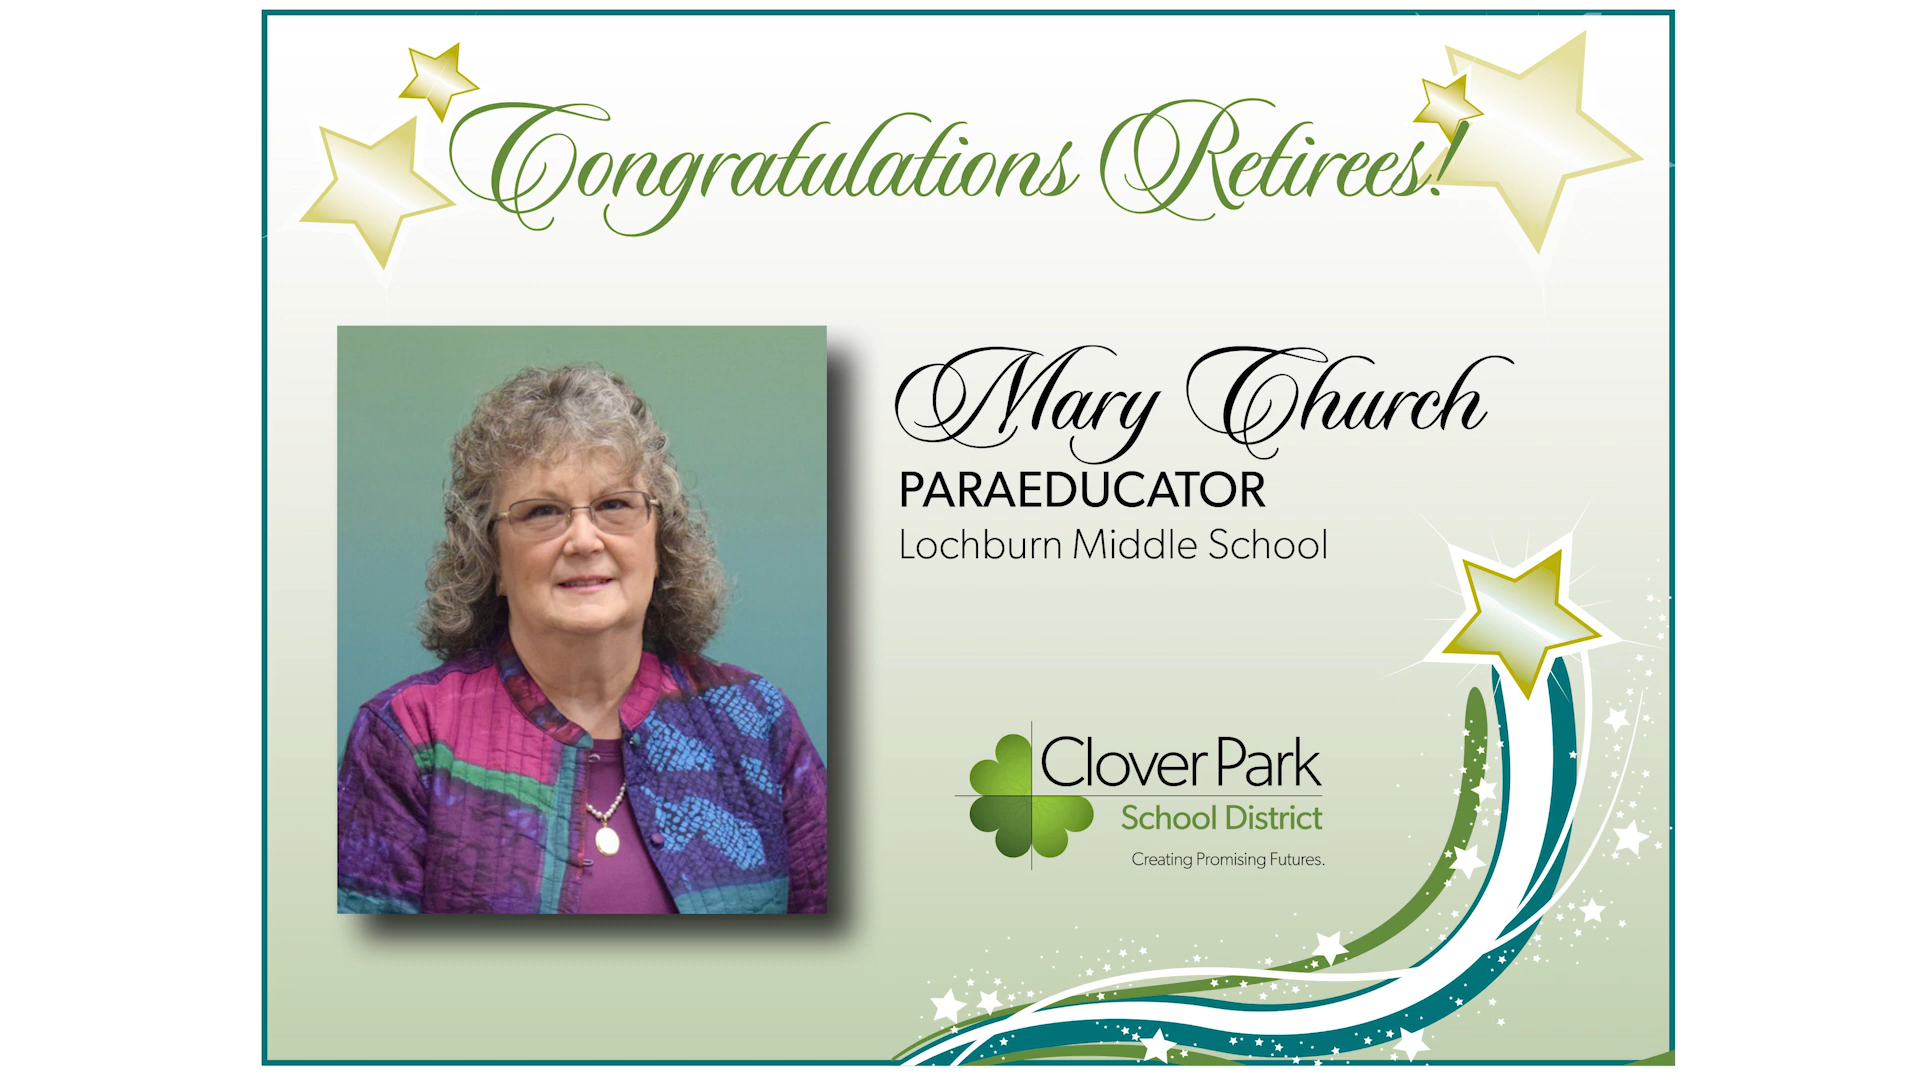 Congratulations Retirees!
Mary Church
PARAEDUCATOR
Lochburn Middle School
Clover Park
School District
Creating Promising Futures.